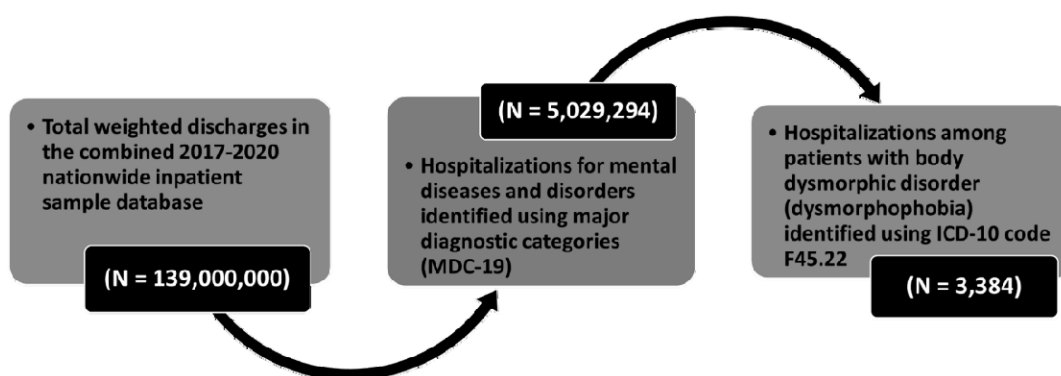 • Total weighted discharges in
the combined 2017-2020
nationwide inpatient
sample database
(N = 139,000,000)
(N = 5,029,294)
• Hospitalizations for mental
diseases and disorders
identified using major
diagnostic categories
(MDC-19)
• Hospitalizations among
patients with body
dysmorphic disorder
(dysmorphophobia)
identified using ICD-10 code
F45.22
(N = 3,384)